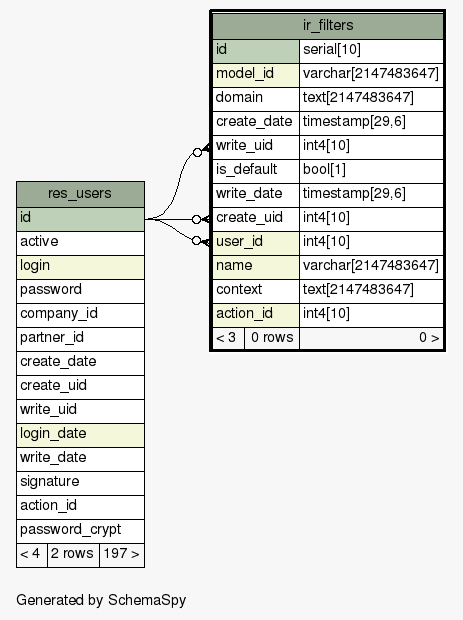 ir_filters
id serial[10]
model_id varchar[2147483647]
domain text[2147483647]
create_date timestamp[29,6]
write_uid int4[10]
is_default bool[1]
write_date timestamp[29,6]
create_uid int4[10]
user_id int4[10]
name varchar[2147483647]
context text[2147483647]
action_id int4[10]
< 3 0 rows 0 >
res_users
id
active
login
password
company_id
partner_id
create_date
create_uid
write_uid
login_date
write_date
signature
action_id
password_crypt
< 4 2 rows 197 >
Generated by SchemaSpy